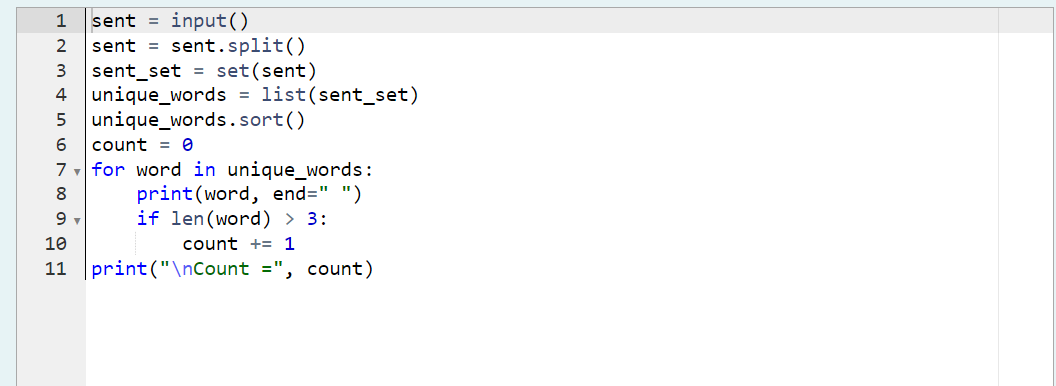 1 sent = input()
2 sent = sent.split()
3 sent_set = set(sent)
4 unique_words = list(sent_set)
5 unique_words.sort()
6 count = 0
7 for word in unique_words:
8     print(word, end=" ")
9     if len(word) > 3:
10         count += 1
11 print("\nCount =", count)